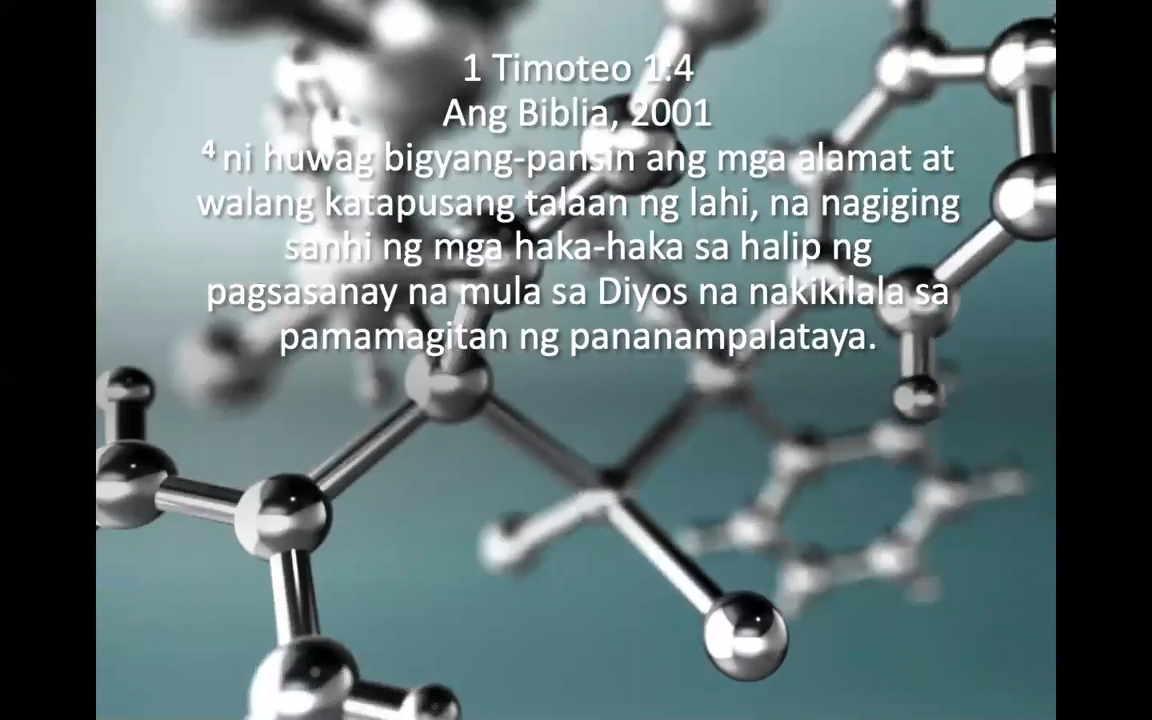 1 Timoteo 1:4
Ang Biblia, 2001
⁴ ni huwag bigyang-pansin ang mga alamat at
walang katapusang talaan ng lahi, na nagiging
sanhi ng mga haka-haka sa halip ng
pagsasanay na mula sa Diyos na nakikilala sa
pamamagitan ng pananampalataya.